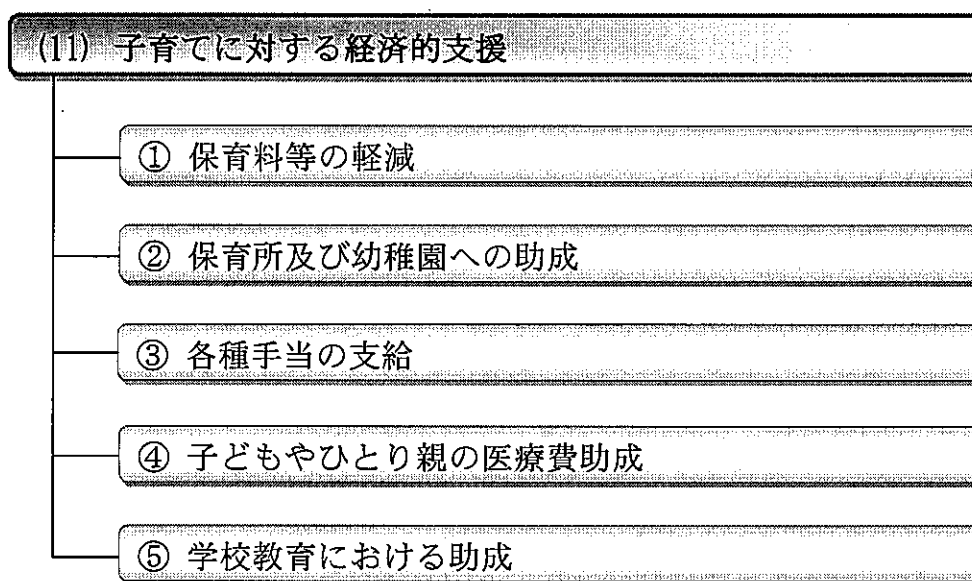 (11) 子育てに対する経済的支援
① 保育料等の軽減
② 保育所及び幼稚園への助成
③ 各種手当の支給
④ 子どもやひとり親の医療費助成
⑤ 学校教育における助成